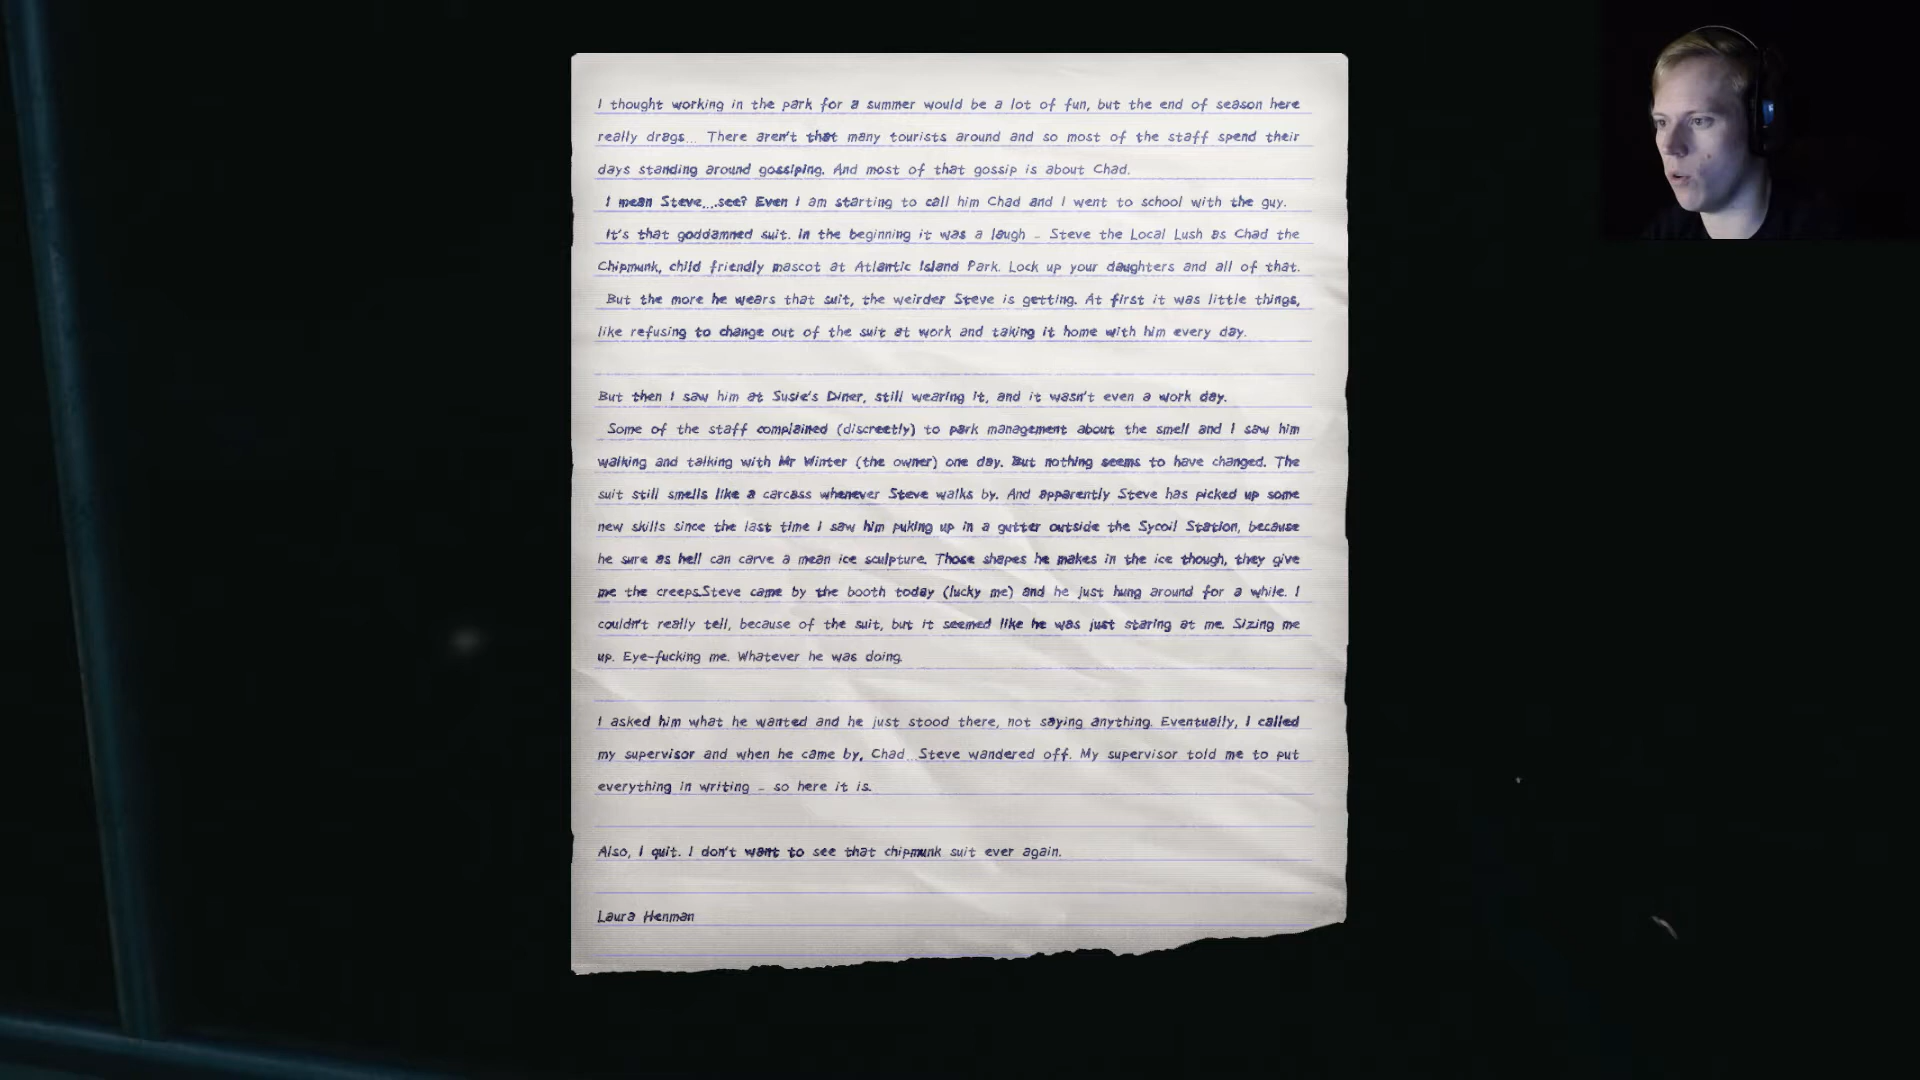 I thought working in the park for a summer would be a lot of fun, but the end of season here
really drags... There aren't that many tourists around and so most of the staff spend their
days standing around gossiping. And most of that gossip is about Chad.
I mean Steve...see? Even I am starting to call him Chad and I went to school with the guy.
It's that goddamned suit. In the beginning it was a laugh - Steve the Local Lush as Chad the
Chipmunk, child friendly mascot at Atlantic Island Park. Lock up your daughters and all of that.
But the more he wears that suit, the weirder Steve is getting. At first it was little things,
like refusing to change out of the suit at work and taking it home with him every day.
But then I saw him at Susie's Diner, still wearing it, and it wasn't even a work day.
Some of the staff complained (discreetly) to park management about the smell and I saw him
walking and talking with Mr Winter (the owner) one day. But nothing seems to have changed. The
suit still smells like a carcass whenever Steve walks by. And apparently Steve has picked up some
new skills since the last time I saw him puking up in a gutter outside the Sycoil Station, because
he sure as hell can carve a mean ice sculpture. Those shapes he makes in the ice though, they give
me the creeps.Steve came by the booth today (lucky me) and he just hung around for a while. I
couldn't really tell, because of the suit, but it seemed like he was just staring at me. Sizing me
up. Eye-fucking me. Whatever he was doing.
I asked him what he wanted and he just stood there, not saying anything. Eventually, I called
my supervisor and when he came by, Chad...Steve wandered off. My supervisor told me to put
everything in writing - so here it is.
Also, I quit. I don't want to see that chipmunk suit ever again.
Laura Henman